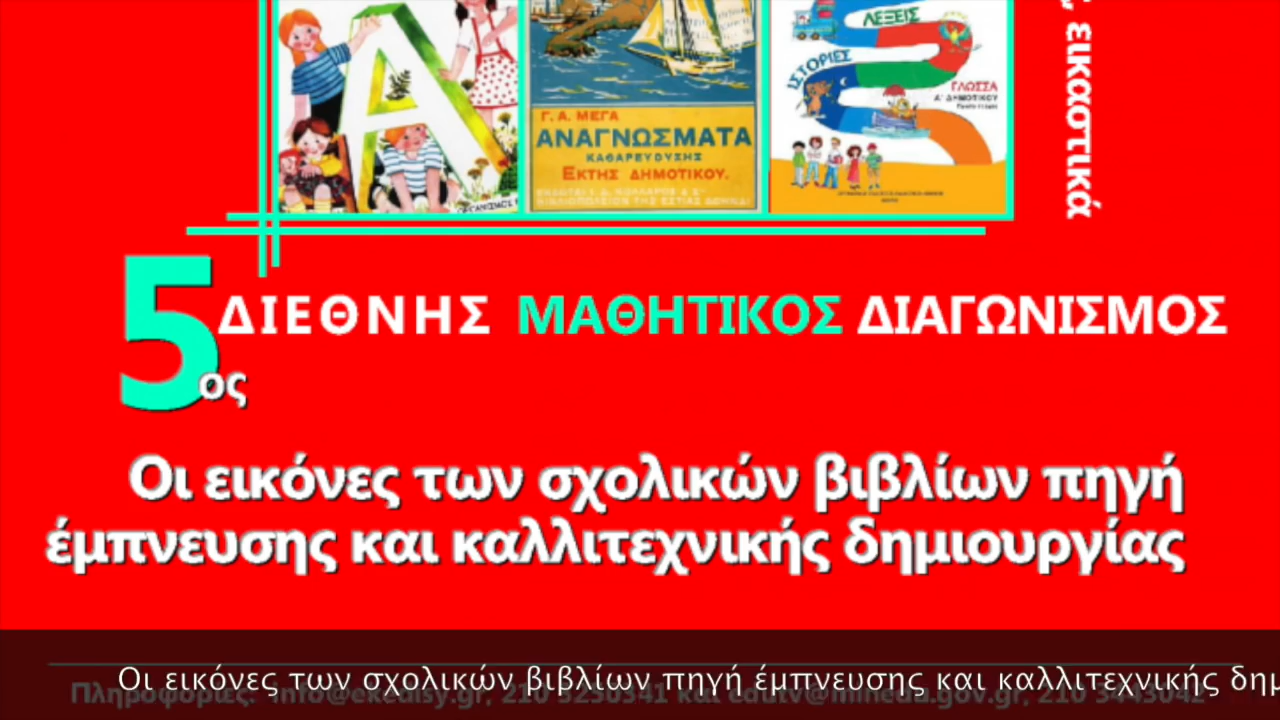 ΛΕΞΕΙΣ
ΙΣΤΟΡΙΕΣ
ΓΛΩΣΣΑ
Α' ΔΗΜΟΤΙΚΟΥ
Α
Γ. Α. ΜΕΓΑ
ΑΝΑΓΝΩΣΜΑΤΑ
ΚΑΘΑΡΕΥΟΥΣΗΣ
ΕΚΤΗΣ ΔΗΜΟΤΙΚΟΥ.
εικαστικά
5ος ΔΙΕΘΝΗΣ ΜΑΘΗΤΙΚΟΣ ΔΙΑΓΩΝΙΣΜΟΣ
Οι εικόνες των σχολικών βιβλίων πηγή
έμπνευσης και καλλιτεχνικής δημιουργίας
Οι εικόνες των σχολικών βιβλίων πηγή έμπνευσης και καλλιτεχνικής δημ
Πληροφορίες: